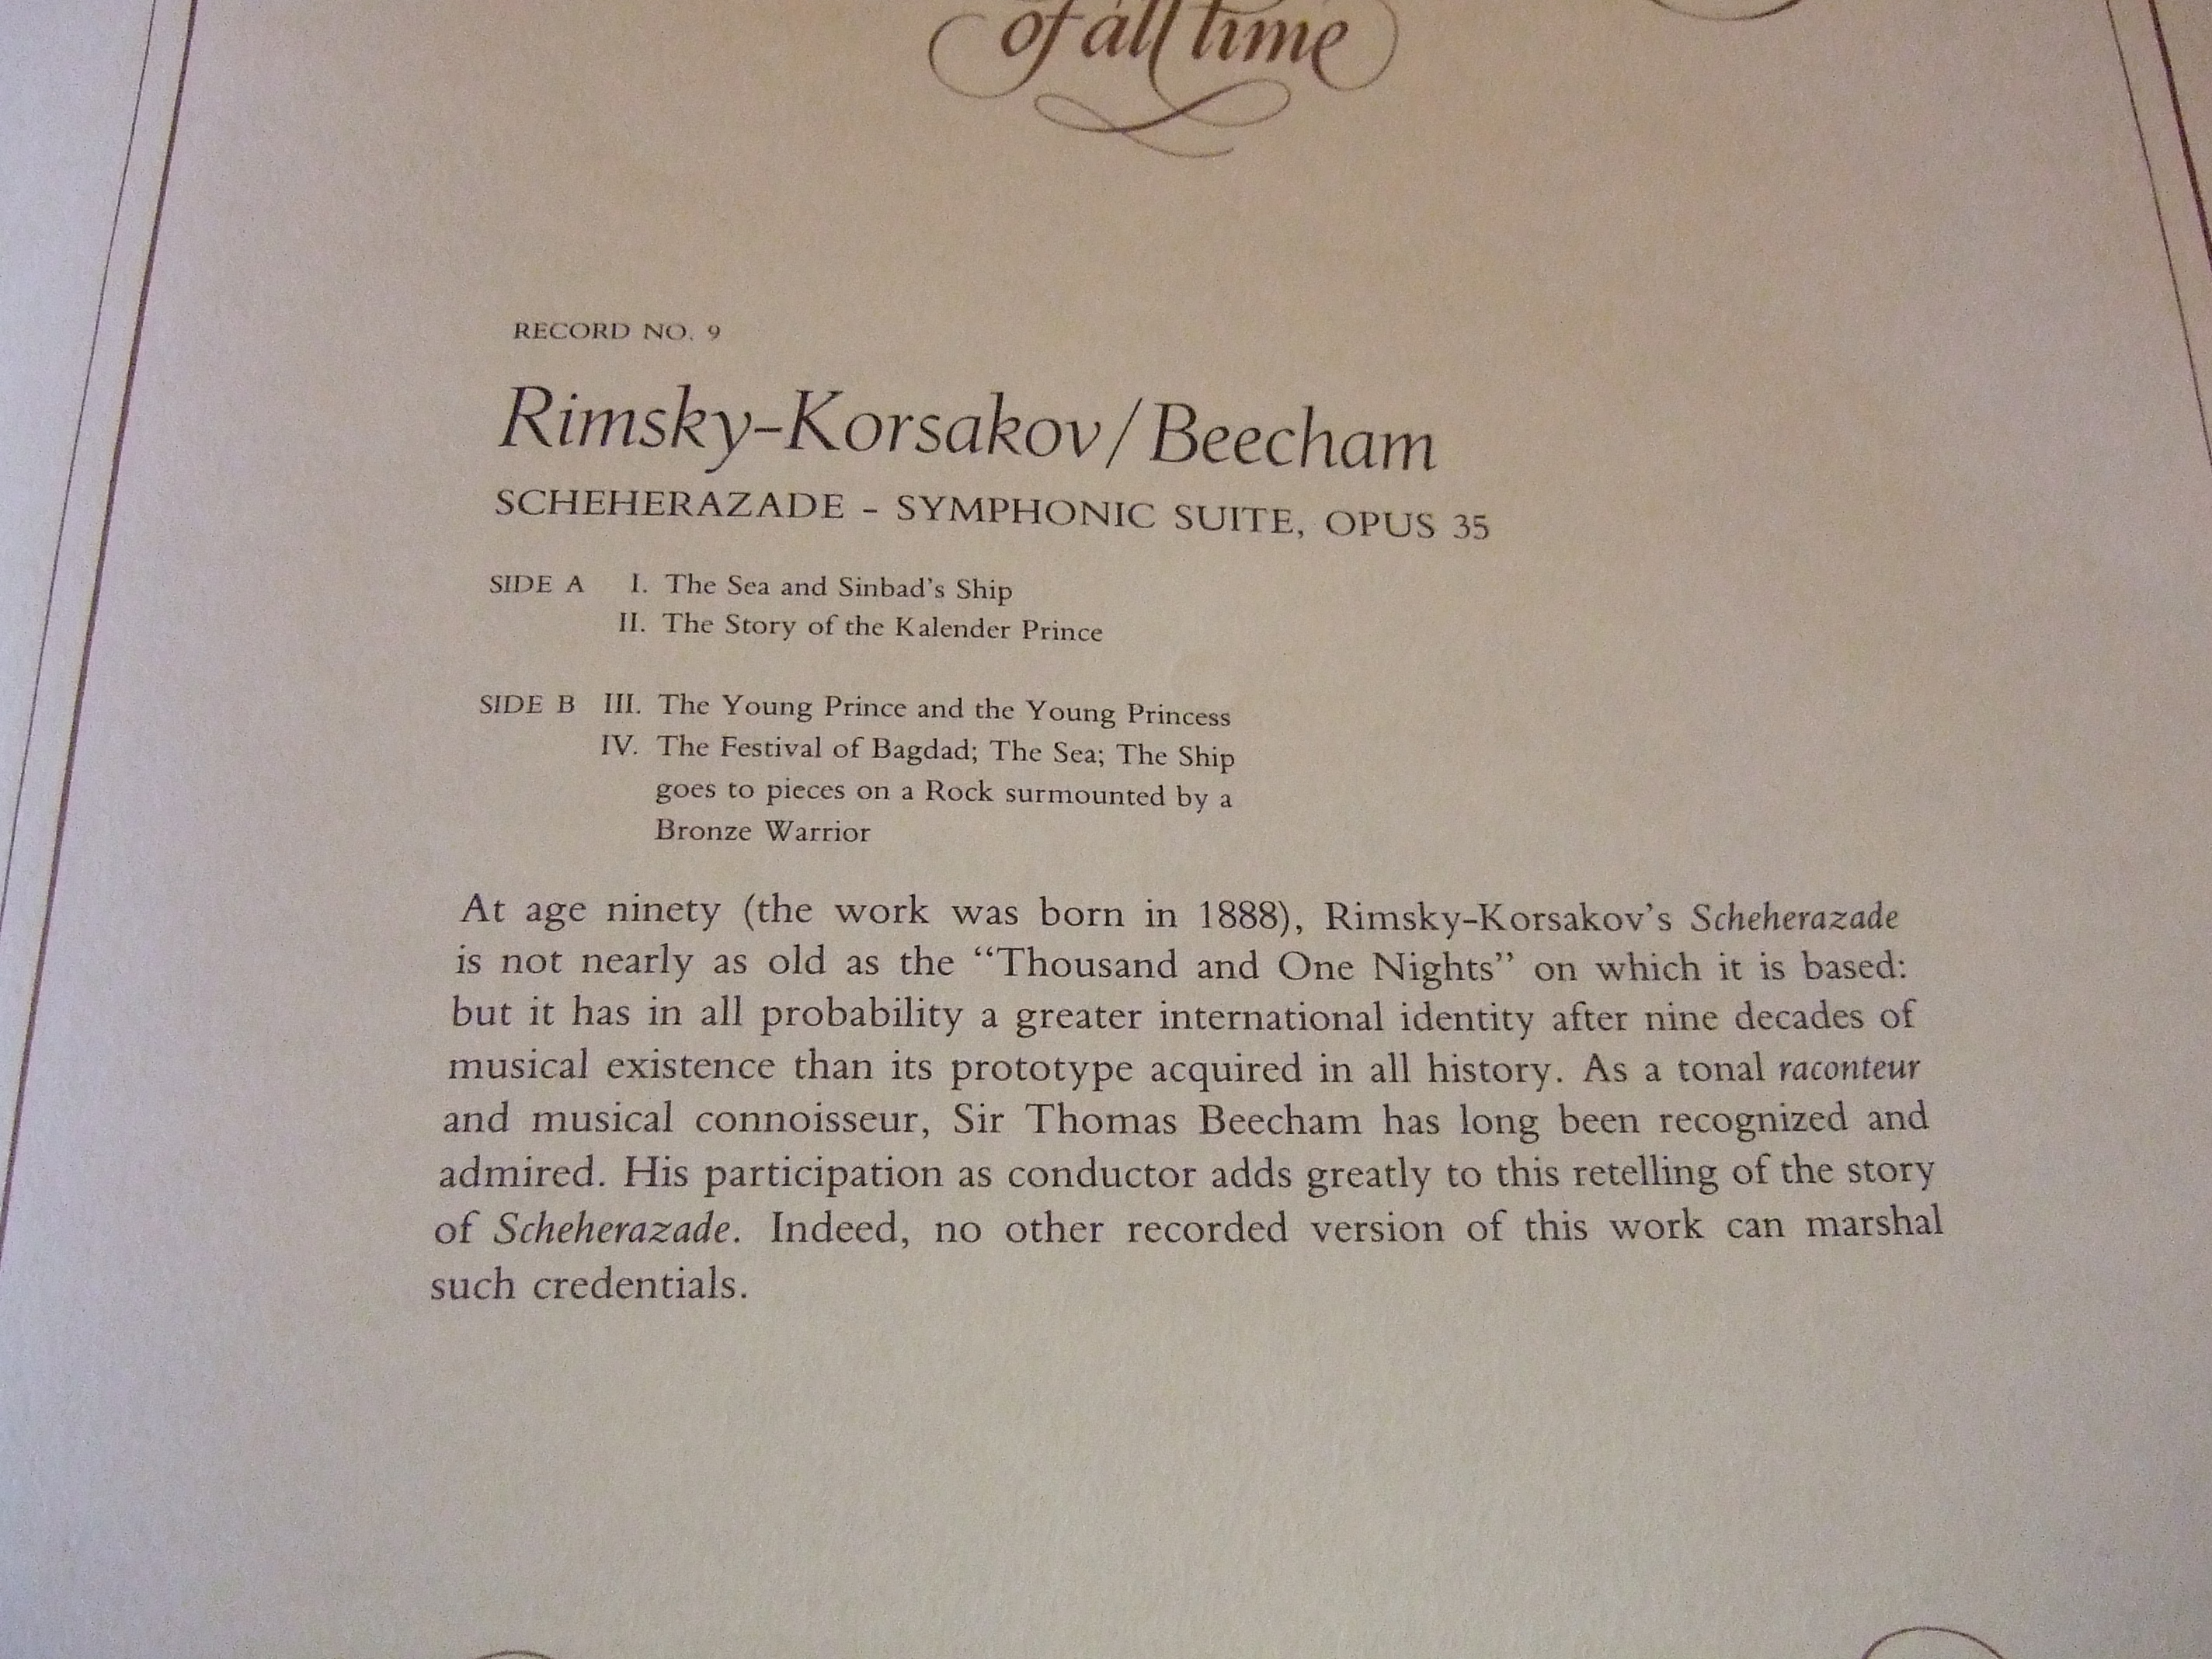 of all time
RECORD NO. 9
Rimsky-Korsakov/Beecham
SCHEHERAZADE - SYMPHONIC SUITE, OPUS 35
SIDE A I. The Sea and Sinbad's Ship
II. The Story of the Kalender Prince
SIDE B III. The Young Prince and the Young Princess
IV. The Festival of Bagdad; The Sea; The Ship
goes to pieces on a Rock surmounted by a
Bronze Warrior
At age ninety (the work was born in 1888), Rimsky-Korsakov's Scheherazade
is not nearly as old as the “Thousand and One Nights” on which it is based:
but it has in all probability a greater international identity after nine decades of
musical existence than its prototype acquired in all history. As a tonal raconteur
and musical connoisseur, Sir Thomas Beecham has long been recognized and
admired. His participation as conductor adds greatly to this retelling of the story
of Scheherazade. Indeed, no other recorded version of this work can marshal
such credentials.